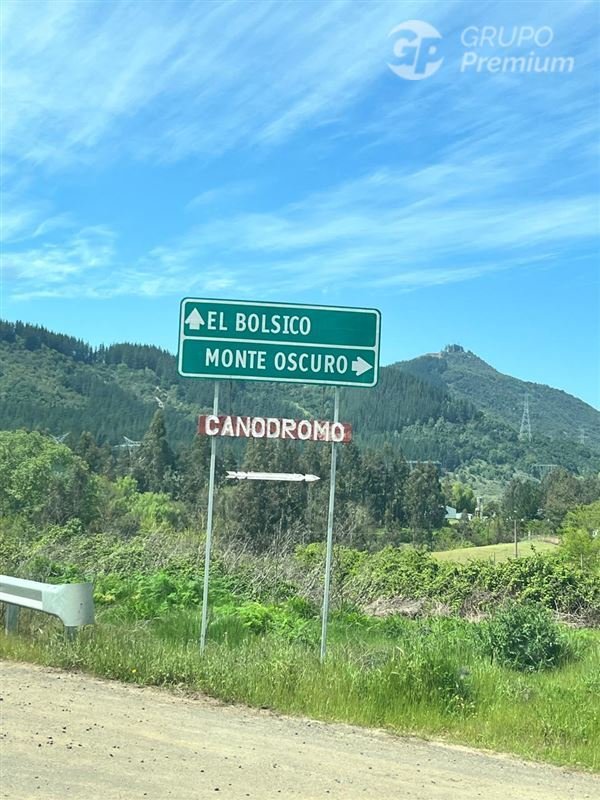 GP GRUPO
Premium
EL BOLSICO
MONTE OSCURO
CANODROMO